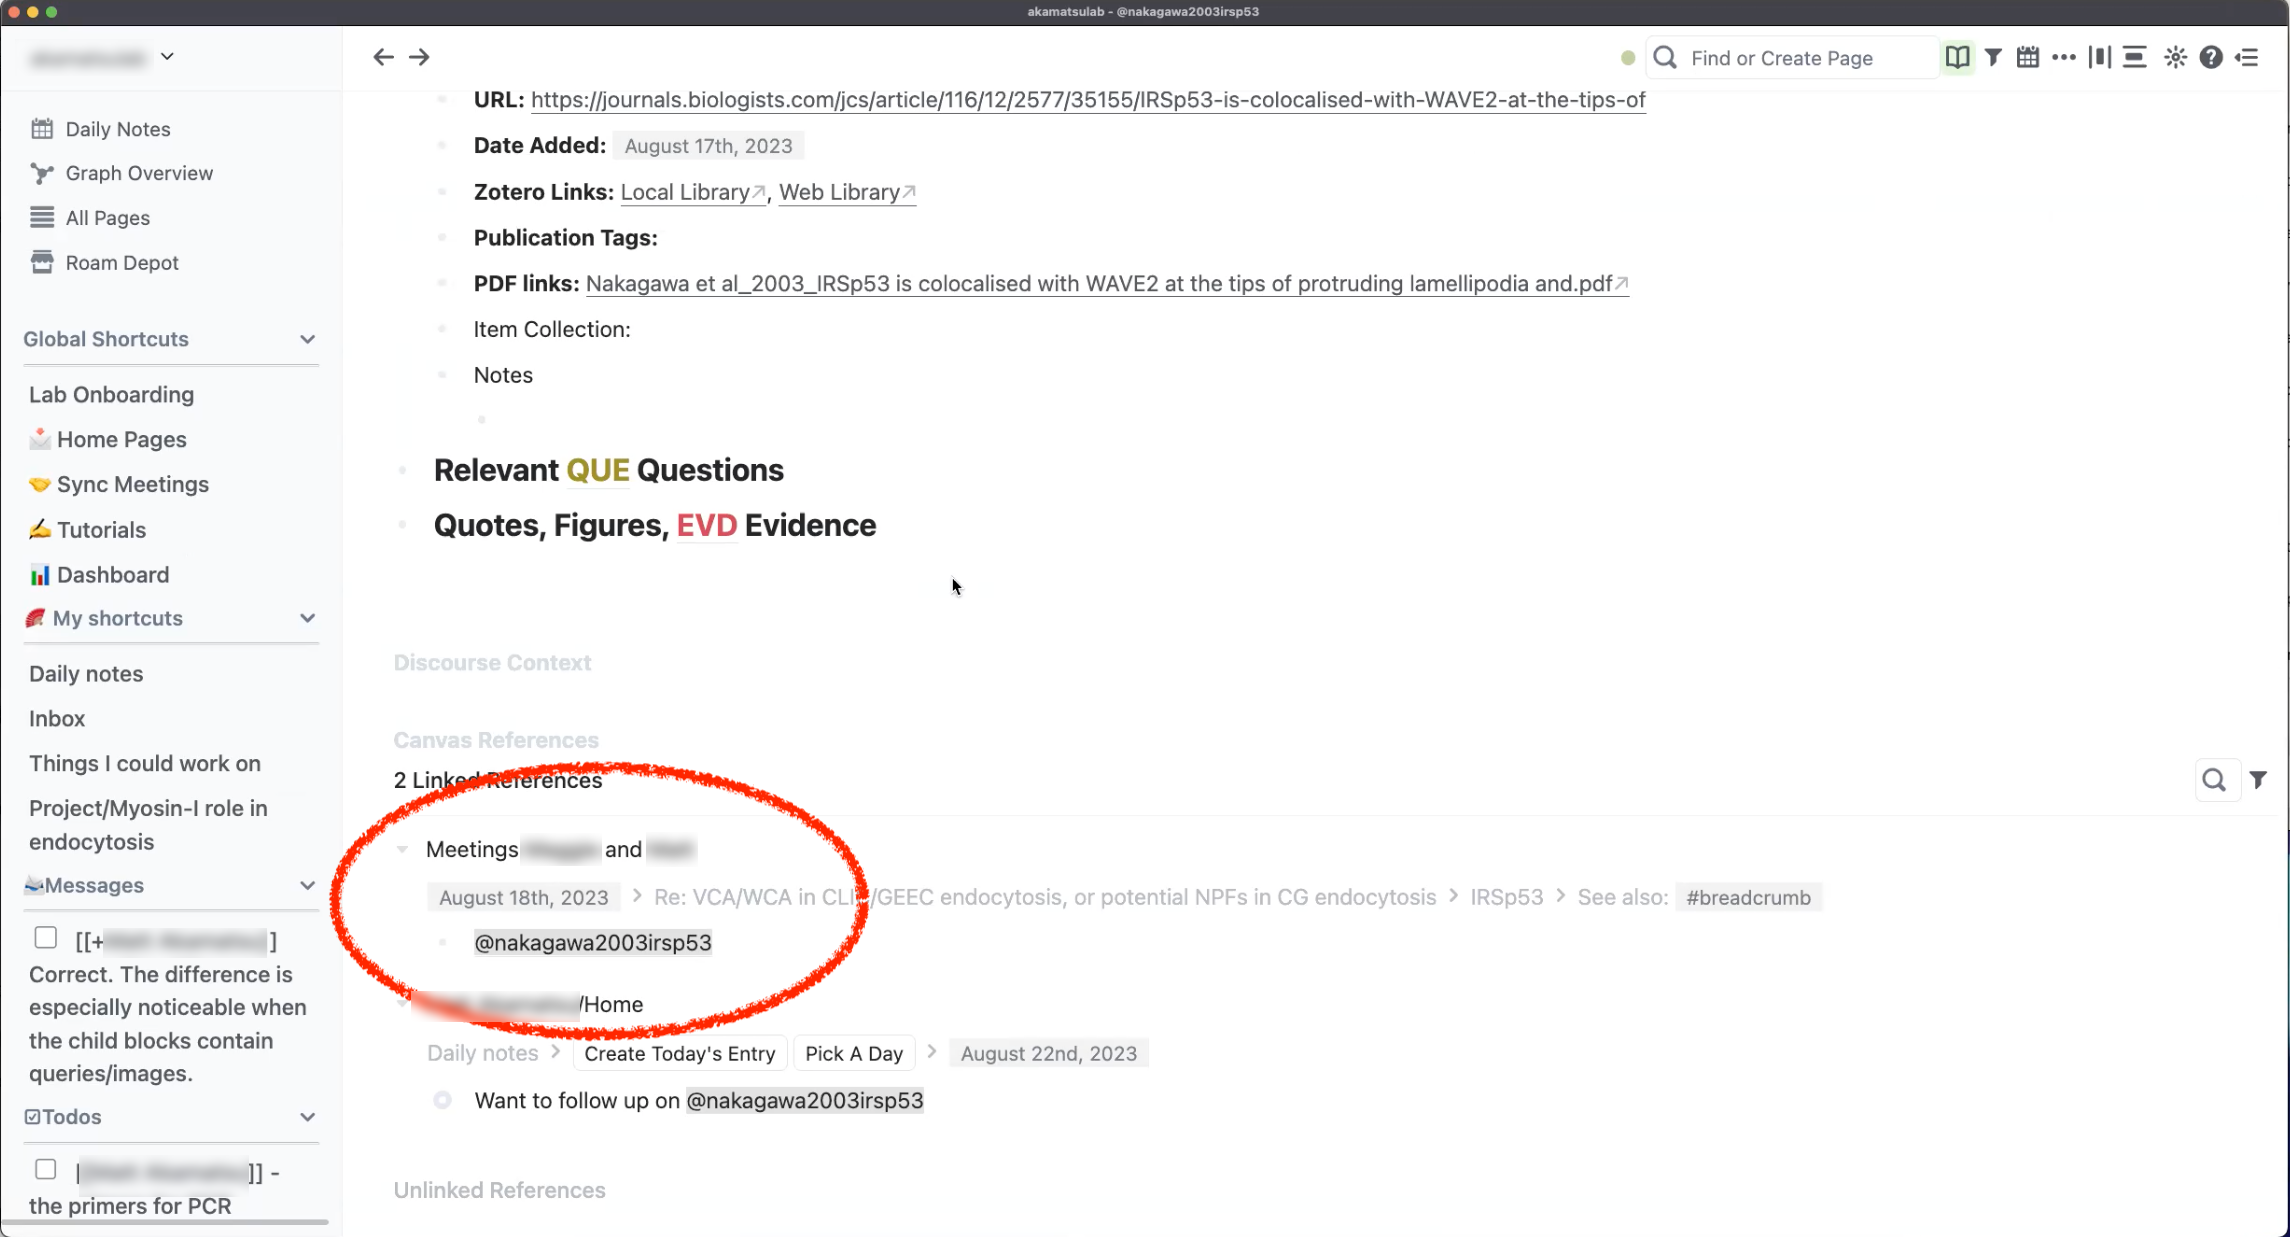 akamatsulab - @nakagawa2003irsp53
Find or Create Page
Daily Notes
Graph Overview
All Pages
Roam Depot
Global Shortcuts
Lab Onboarding
Home Pages
Sync Meetings
Tutorials
Dashboard
My shortcuts
Daily notes
Inbox
Things I could work on
Project/Myosin-I role in
endocytosis
Messages
[[+ ]
Correct. The difference is
especially noticeable when
the child blocks contain
queries/images.
Todos
]] -
the primers for PCR
URL: https://journals.biologists.com/jcs/article/116/12/2577/35155/IRSp53-is-colocalised-with-WAVE2-at-the-tips-of
Date Added: August 17th, 2023
Zotero Links: Local Library, Web Library
Publication Tags:
PDF links: Nakagawa et al_2003_IRSp53 is colocalised with WAVE2 at the tips of protruding lamellipodia and.pdf
Item Collection:
Notes
Relevant QUE Questions
Quotes, Figures, EVD Evidence
Discourse Context
Canvas References
2 Linked References
Meetings and
August 18th, 2023 > Re: VCA/WCA in CLIC/GEEC endocytosis, or potential NPFs in CG endocytosis > IRSp53 > See also: #breadcrumb
@nakagawa2003irsp53
/Home
Daily notes > Create Today's Entry Pick A Day > August 22nd, 2023
Want to follow up on @nakagawa2003irsp53
Unlinked References